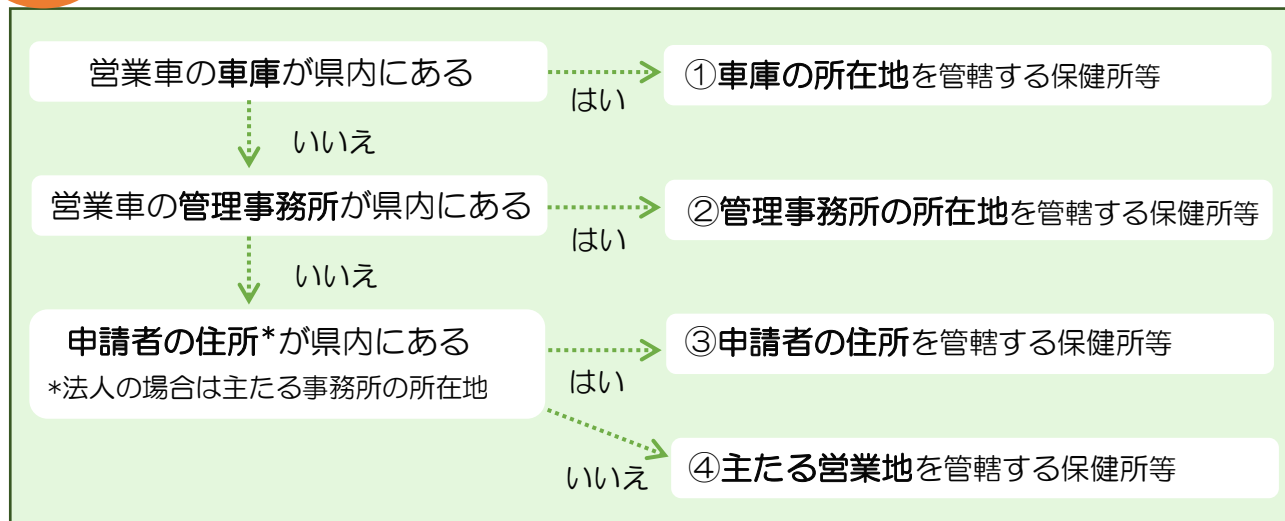 営業車の車庫が県内にある
はい
①車庫の所在地を管轄する保健所等
いいえ
営業車の管理事務所が県内にある
はい
②管理事務所の所在地を管轄する保健所等
いいえ
申請者の住所*が県内にある
*法人の場合は主たる事務所の所在地
はい
③申請者の住所を管轄する保健所等
いいえ
④主たる営業地を管轄する保健所等